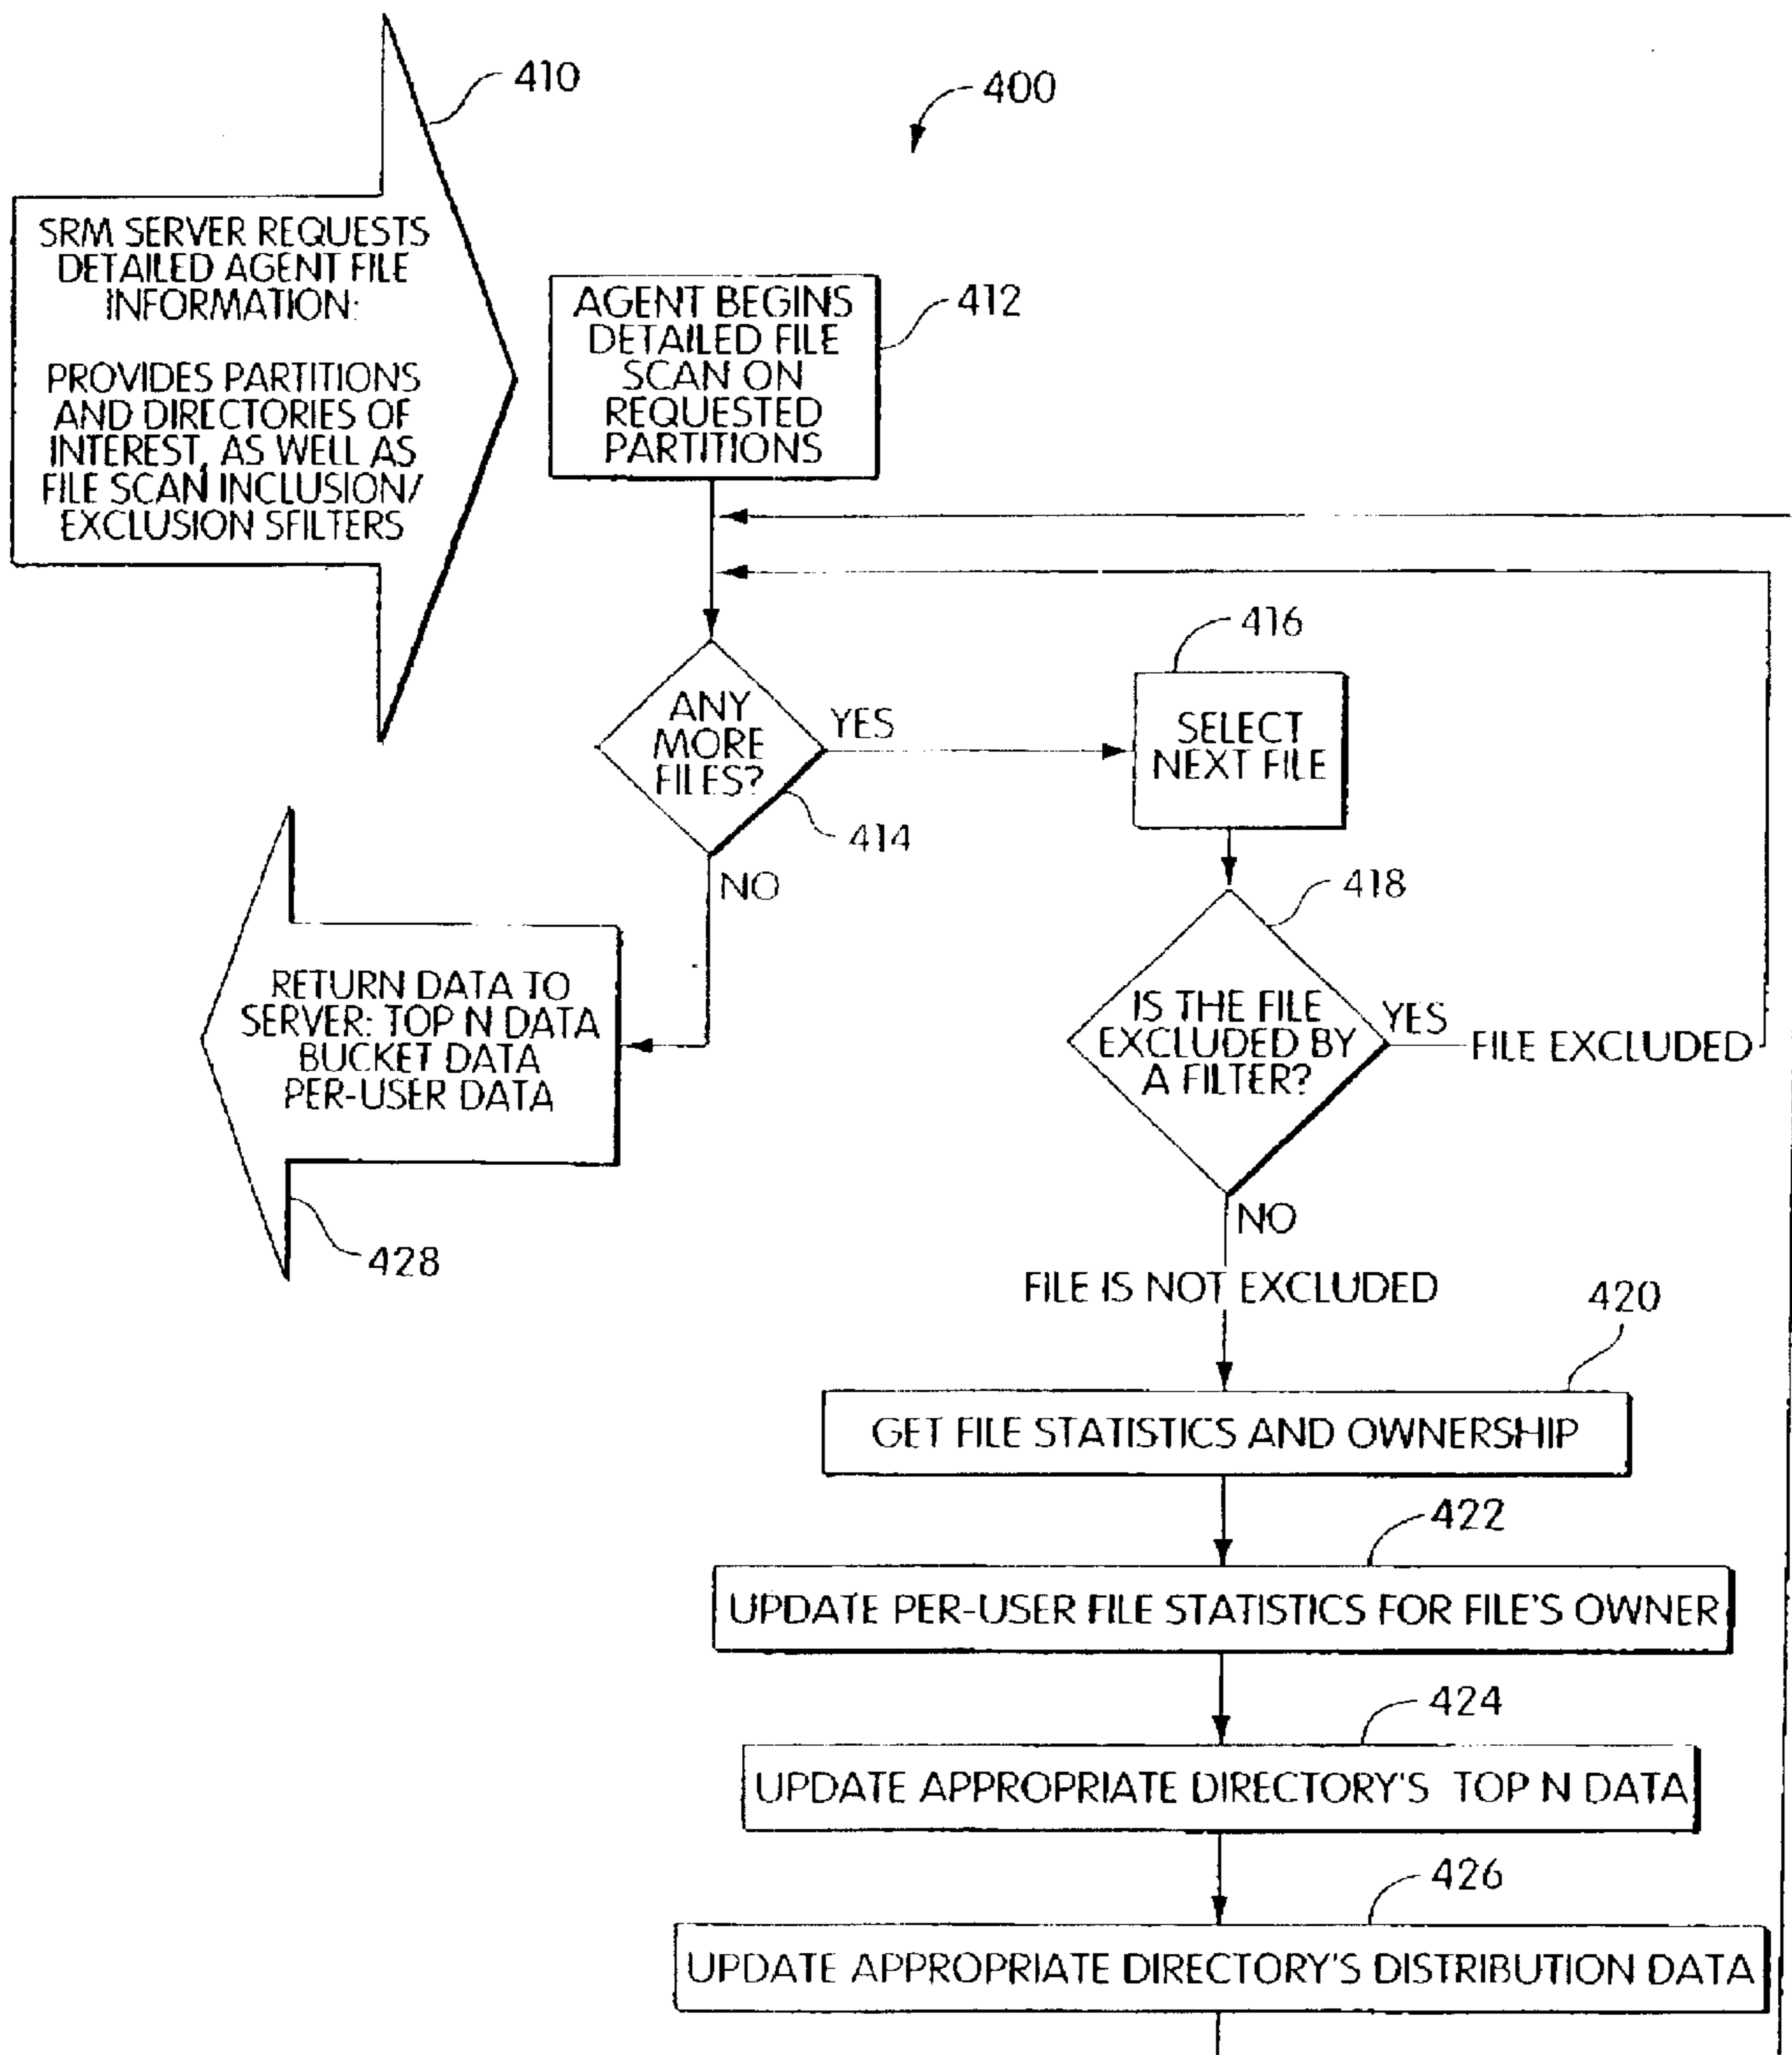 410
400
SRM SERVER REQUESTS
DETAILED AGENT FILE
INFORMATION:
PROVIDES PARTITIONS
AND DIRECTORIES OF
INTEREST, AS WELL AS
FILE SCAN INCLUSION/
EXCLUSION SFILTERS
AGENT BEGINS
DETAILED FILE
SCAN ON
REQUESTED
PARTITIONS
412
ANY
MORE
FILES?
YES
414
NO
416
SELECT
NEXT FILE
418
IS THE FILE
EXCLUDED BY
A FILTER?
YES
FILE EXCLUDED
NO
RETURN DATA TO
SERVER: TOP N DATA
BUCKET DATA
PER-USER DATA
428
FILE IS NOT EXCLUDED
420
GET FILE STATISTICS AND OWNERSHIP
422
UPDATE PER-USER FILE STATISTICS FOR FILE'S OWNER
424
UPDATE APPROPRIATE DIRECTORY'S TOP N DATA
426
UPDATE APPROPRIATE DIRECTORY'S DISTRIBUTION DATA